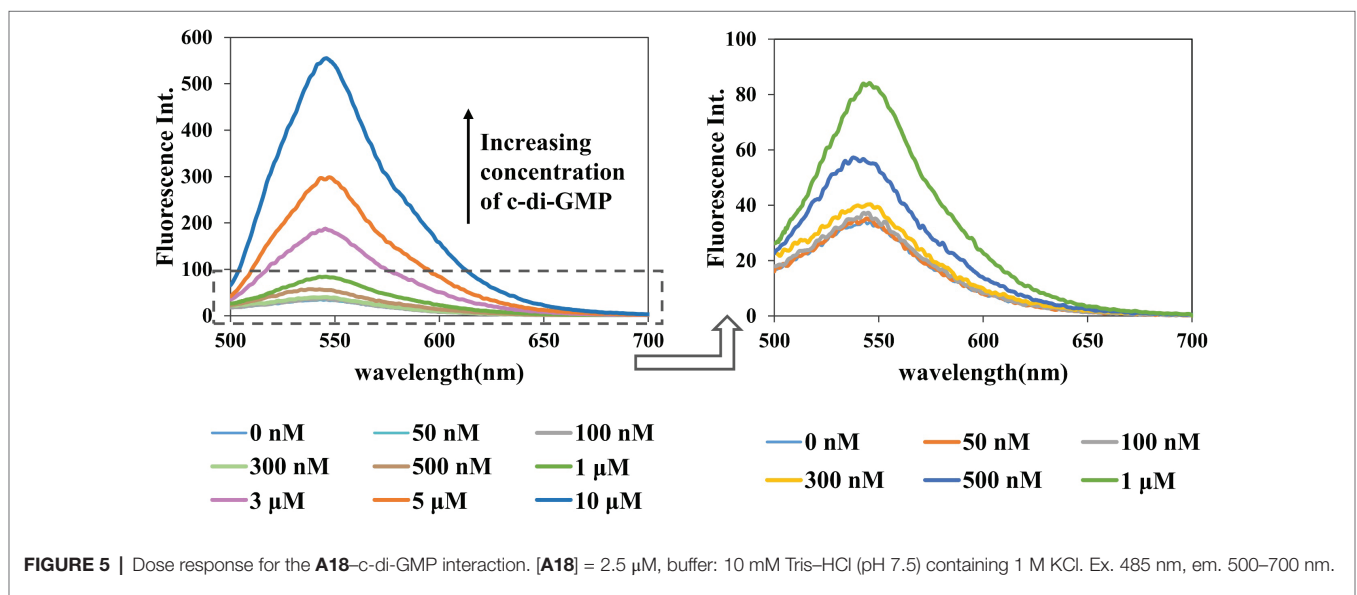 600
500
400
300
200
100
0
Fluorescence Int.
500
550
600
650
700
wavelength(nm)
Increasing
concentration
of c-di-GMP
0 nM
50 nM
100 nM
300 nM
500 nM
1 μM
3 μM
5 μM
10 μM
100
80
60
40
20
0
Fluorescence Int.
500
550
600
650
700
wavelength(nm)
0 nM
50 nM
100 nM
300 nM
500 nM
1 μM
FIGURE 5 | Dose response for the A18–c-di-GMP interaction. [A18] = 2.5 μM, buffer: 10 mM Tris–HCl (pH 7.5) containing 1 M KCl. Ex. 485 nm, em. 500–700 nm.